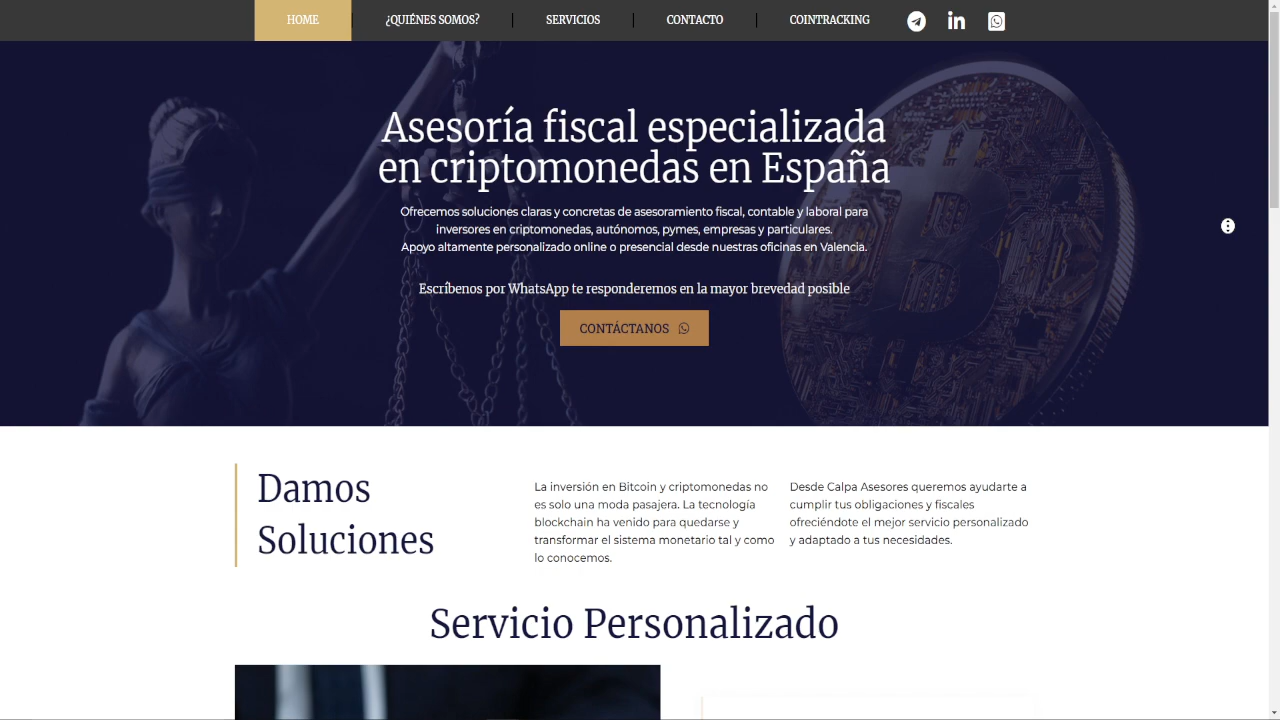 HOME
¿QUIÉNES SOMOS?
SERVICIOS
CONTACTO
COINTRACKING
Asesoría fiscal especializada
en criptomonedas en España
Ofrecemos soluciones claras y concretas de asesoramiento fiscal, contable y laboral para
inversores en criptomonedas, autónomos, pymes, empresas y particulares.
Apoyo altamente personalizado online o presencial desde nuestras oficinas en Valencia.
Escríbenos por WhatsApp te responderemos en la mayor brevedad posible
CONTÁCTANOS
Damos
Soluciones
La inversión en Bitcoin y criptomonedas no
es solo una moda pasajera. La tecnología
blockchain ha venido para quedarse y
transformar el sistema monetario tal y como
lo conocemos.
Desde Calpa Asesores queremos ayudarte a
cumplir tus obligaciones y fiscales
ofreciéndote el mejor servicio personalizado
y adaptado a tus necesidades.
Servicio Personalizado